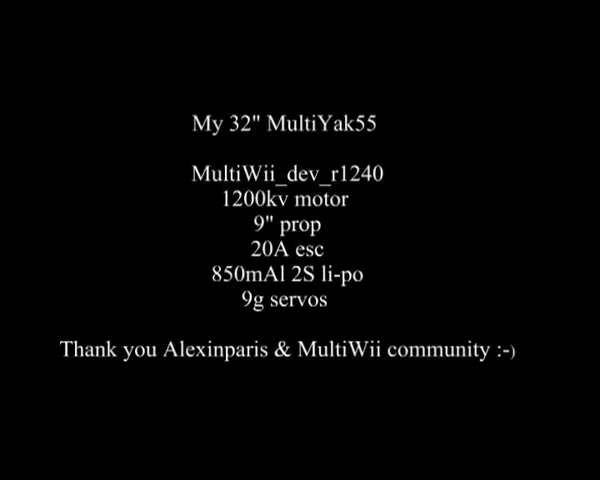 My 32" MultiYak55
MultiWii_dev_r1240
1200kv motor
9" prop
20A esc
850mAl 2S li-po
9g servos
Thank you Alexinparis & MultiWii community :-)